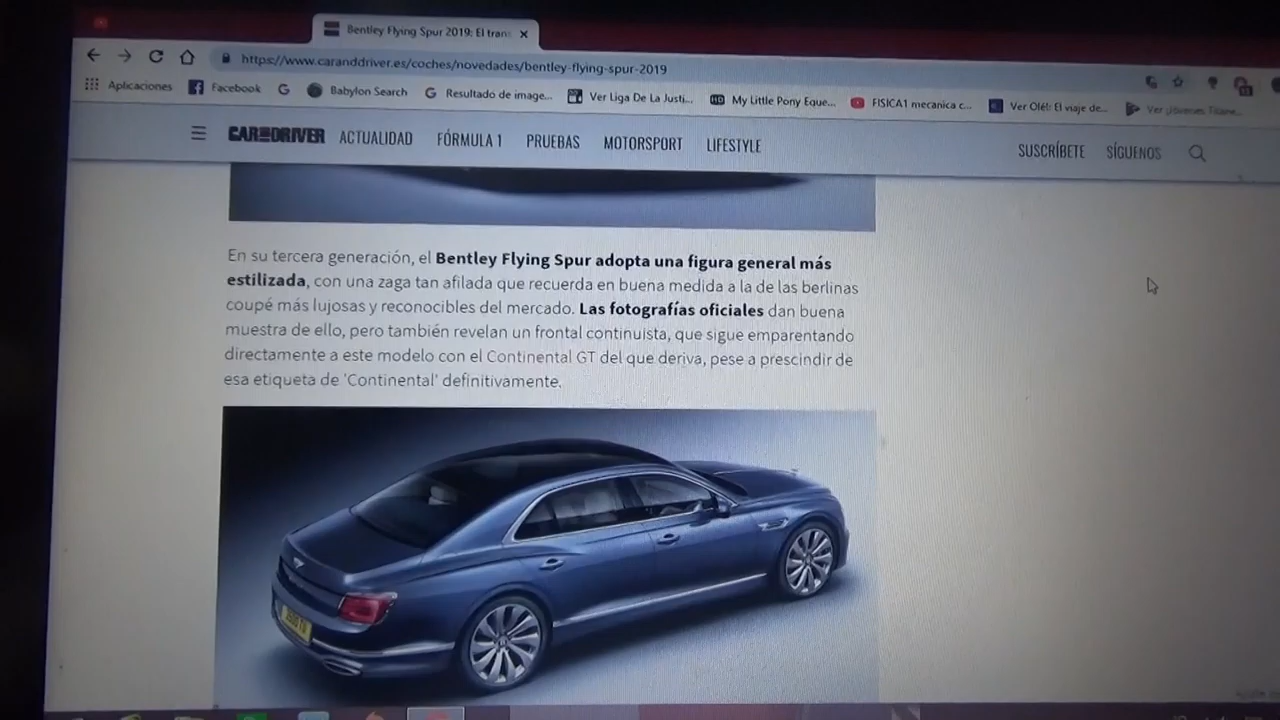 Bentley Flying Spur 2019: El tran
https://www.caranddriver.es/coches/novedades/bentley-flying-spur-2019
Aplicaciones Facebook Babylon Search Resultado de image... Ver Liga De La Justi... My Little Pony Eque... FISICA1 mecanica c... Ver Olé!: El viaje de...
CAR AND DRIVER ACTUALIDAD FÓRMULA 1 PRUEBAS MOTORSPORT LIFESTYLE SUSCRÍBETE SÍGUENOS
En su tercera generación, el Bentley Flying Spur adopta una figura general más
estilizada, con una zaga tan afilada que recuerda en buena medida a la de las berlinas
coupé más lujosas y reconocibles del mercado. Las fotografías oficiales dan buena
muestra de ello, pero también revelan un frontal continuista, que sigue emparentando
directamente a este modelo con el Continental GT del que deriva, pese a prescindir de
esa etiqueta de 'Continental' definitivamente.